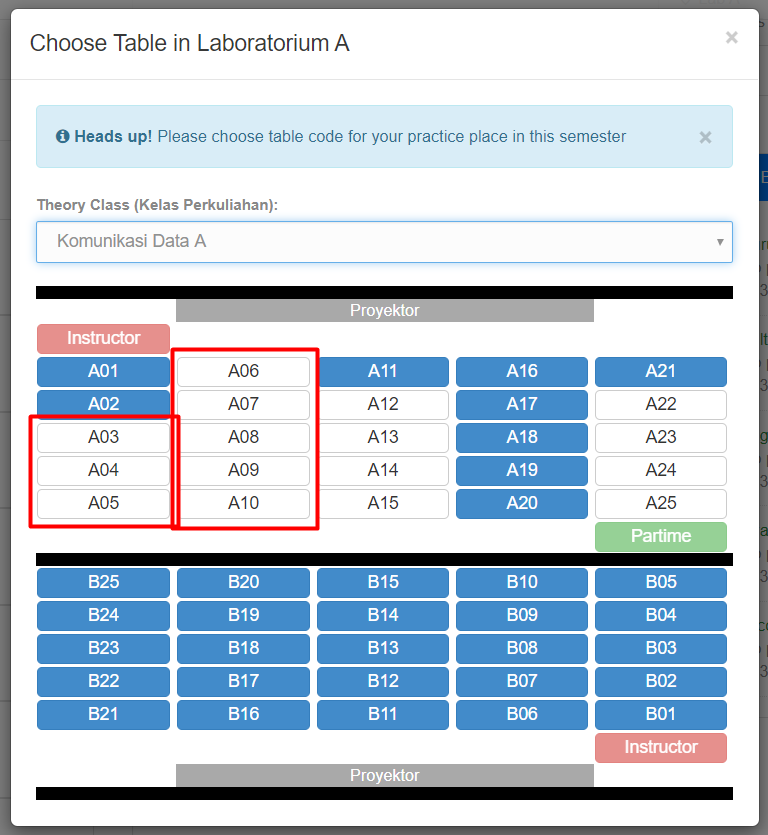 Choose Table in Laboratorium A ×
Heads up! Please choose table code for your practice place in this semester ×
Theory Class (Kelas Perkuliahan):
Komunikasi Data A
Proyektor
Instructor
A01 A06 A11 A16 A21
A02 A07 A12 A17 A22
A03 A08 A13 A18 A23
A04 A09 A14 A19 A24
A05 A10 A15 A20 A25
Partime
B25 B20 B15 B10 B05
B24 B19 B14 B09 B04
B23 B18 B13 B08 B03
B22 B17 B12 B07 B02
B21 B16 B11 B06 B01
Instructor
Proyektor